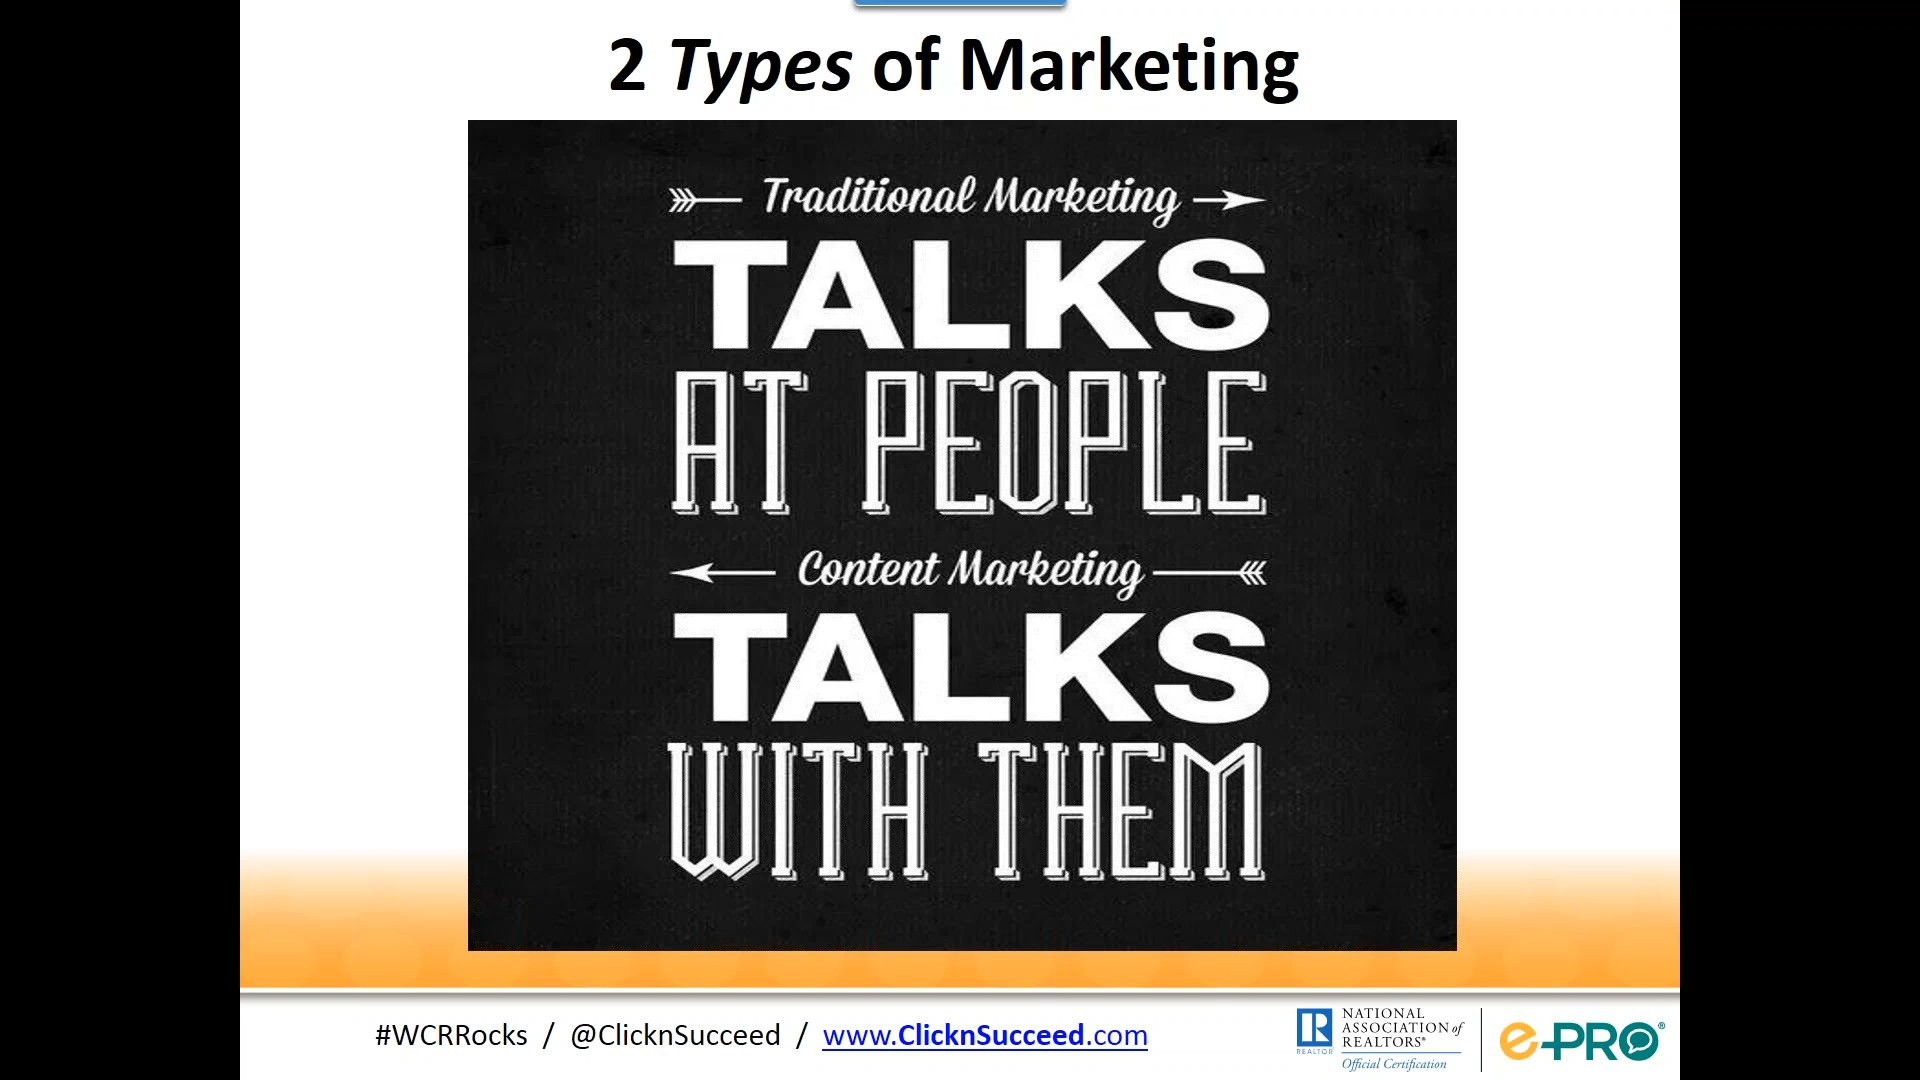 2 Types of Marketing
Traditional Marketing
TALKS
AT PEOPLE
Content Marketing
TALKS
WITH THEM
#WCRRocks / @ClicknSucceed / www.ClicknSucceed.com
R
REALTOR
NATIONAL
ASSOCIATION of
REALTORS®
Official Certification
e-PRO®